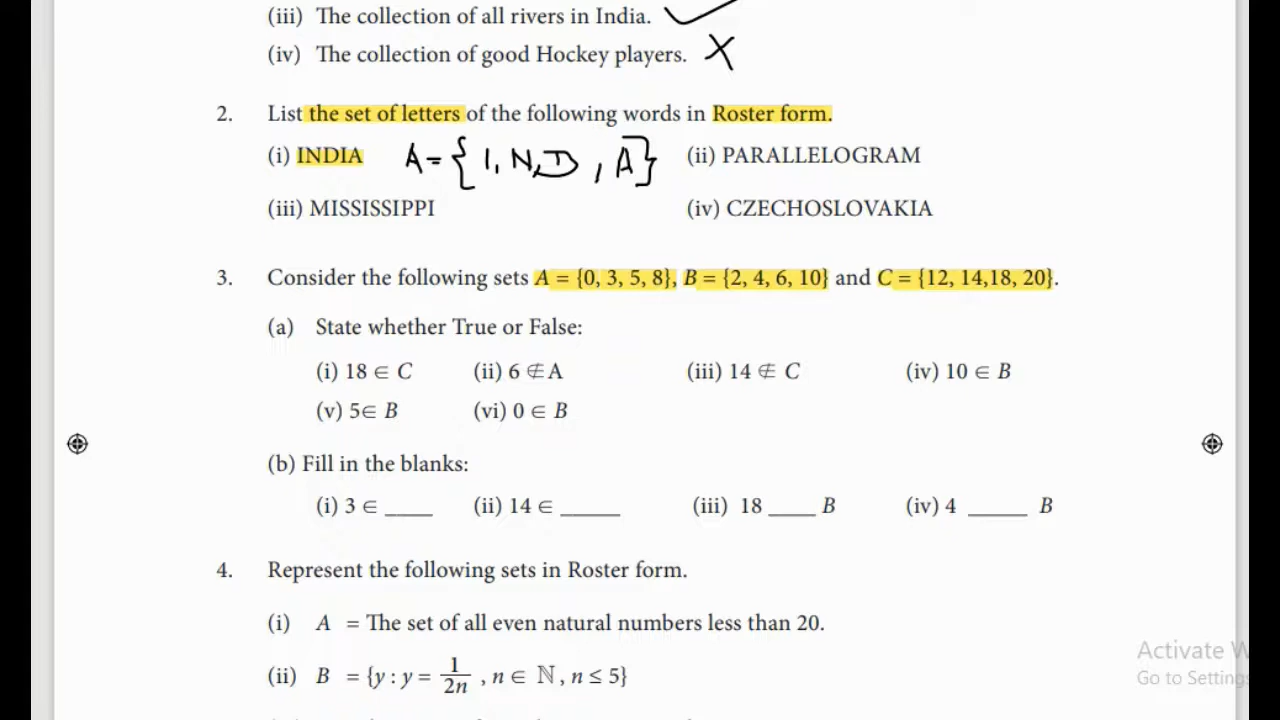 (iii) The collection of all rivers in India. ✓
(iv) The collection of good Hockey players. X
2. List the set of letters of the following words in Roster form.
(i) INDIA A = {I, N, D, A} (ii) PARALLELOGRAM
(iii) MISSISSIPPI (iv) CZECHOSLOVAKIA
3. Consider the following sets A = {0, 3, 5, 8}, B = {2, 4, 6, 10} and C = {12, 14,18, 20}.
(a) State whether True or False:
(i) 18 ∈ C (ii) 6 ∉ A (iii) 14 ∉ C (iv) 10 ∈ B
(v) 5∈ B (vi) 0 ∈ B
(b) Fill in the blanks:
(i) 3 ∈ ____ (ii) 14 ∈ _____ (iii) 18 ____ B (iv) 4 _____ B
4. Represent the following sets in Roster form.
(i) A = The set of all even natural numbers less than 20.
(ii) B = {y : y = 1/2n , n ∈ ℕ , n ≤ 5}
Activate W
Go to Settings